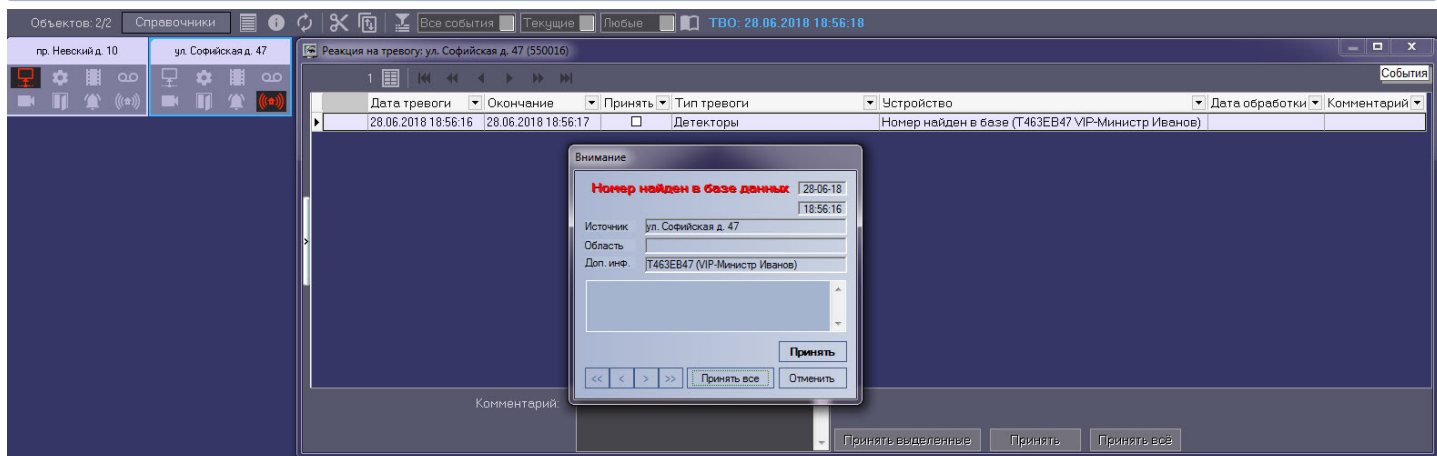 Объектов: 2/2 Справочники Все события Текущие Любые ТВО: 28.06.2018 18:56:18
пр. Невский д. 10 ул. Софийская д. 47
Реакция на тревогу: ул. Софийская д. 47 (550016) X
1
События
Дата тревоги Окончание Принять Тип тревоги Устройство Дата обработки Комментарий
28.06.2018 18:56:16 28.06.2018 18:56:17 Детекторы Номер найден в базе (T463EB47 VIP-Министр Иванов)
Внимание
Номер найден в базе данных 28-06-18
18:56:16
Источник ул. Софийская д. 47
Область
Доп. инф. T463EB47 (VIP-Министр Иванов)
Принять
<< < > >> Принять все Отменить
Комментарий:
Принять выделенные Принять Принять всё